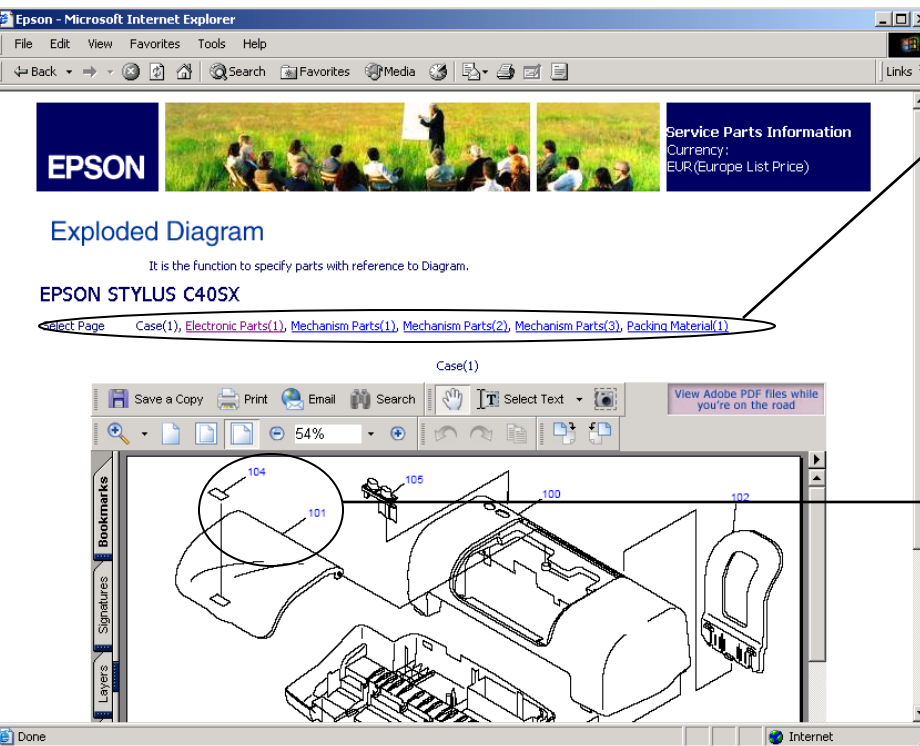 Epson - Microsoft Internet Explorer
File Edit View Favorites Tools Help
Back Search Favorites Media Links
EPSON
Service Parts Information
Currency:
EUR(Europe List Price)
Exploded Diagram
It is the function to specify parts with reference to Diagram.
EPSON STYLUS C40SX
Select Page Case(1), Electronic Parts(1), Mechanism Parts(1), Mechanism Parts(2), Mechanism Parts(3), Packing Material(1)
Case(1)
Save a Copy Print Email Search Select Text
View Adobe PDF files while
you're on the road
54%
Bookmarks
Signatures
Layers
104
105
101
100
102
Done Internet